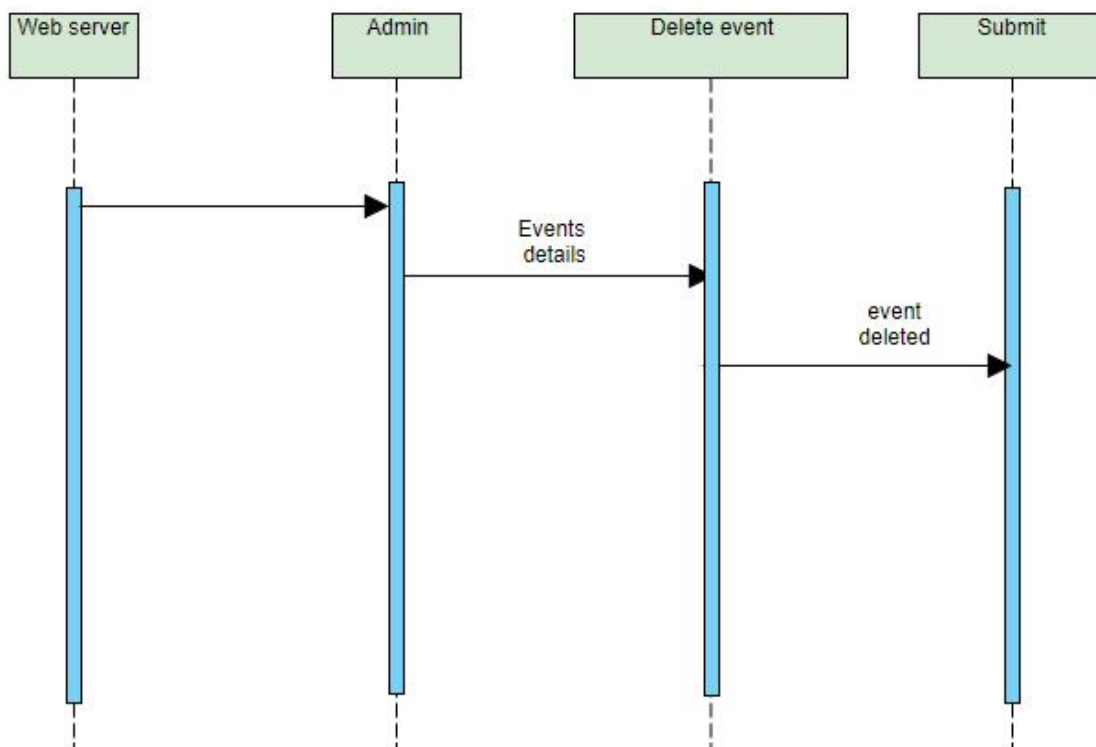 Web server
Admin
Delete event
Submit
Events
details
event
deleted